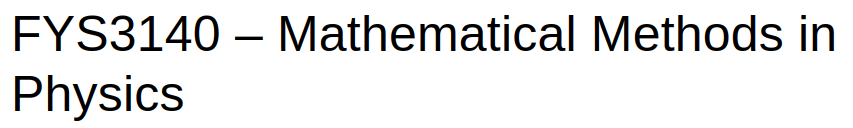 FYS3140 – Mathematical Methods in
Physics